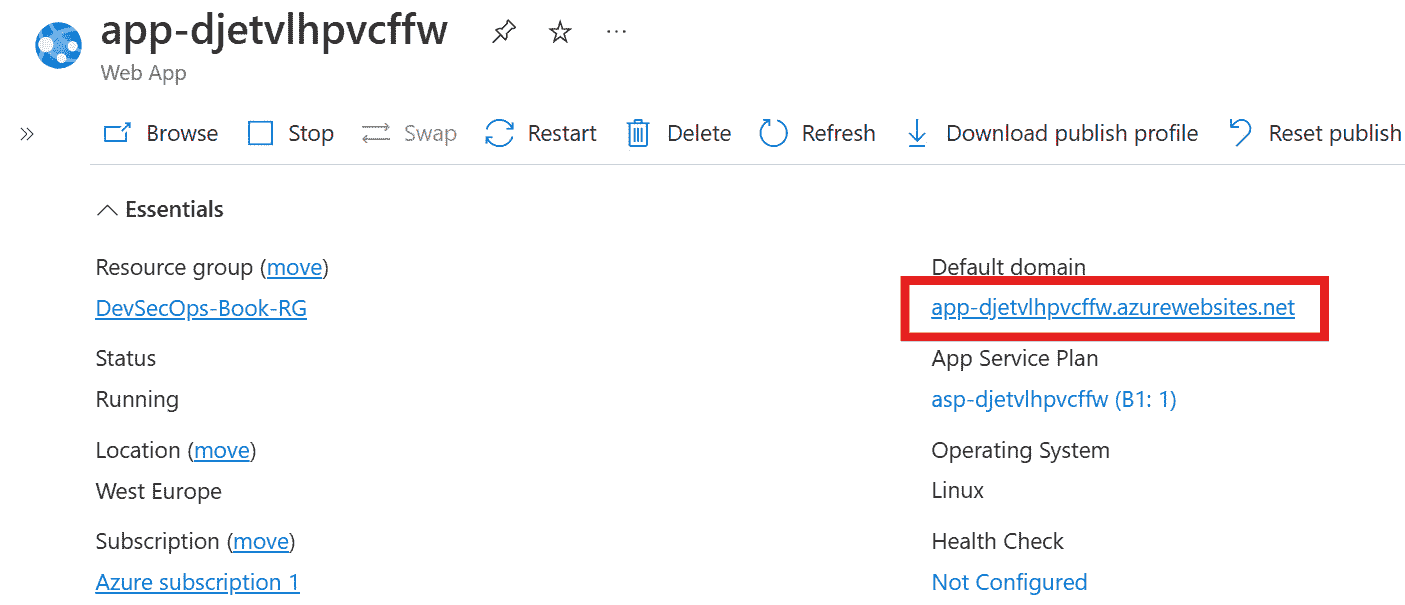 app-djetvlhpvcffw
Web App
Browse Stop Swap Restart Delete Refresh Download publish profile Reset publish
Essentials
Resource group (move)
DevSecOps-Book-RG
Status
Running
Location (move)
West Europe
Subscription (move)
Azure subscription 1
Default domain
app-djetvlhpvcffw.azurewebsites.net
App Service Plan
asp-djetvlhpvcffw (B1: 1)
Operating System
Linux
Health Check
Not Configured